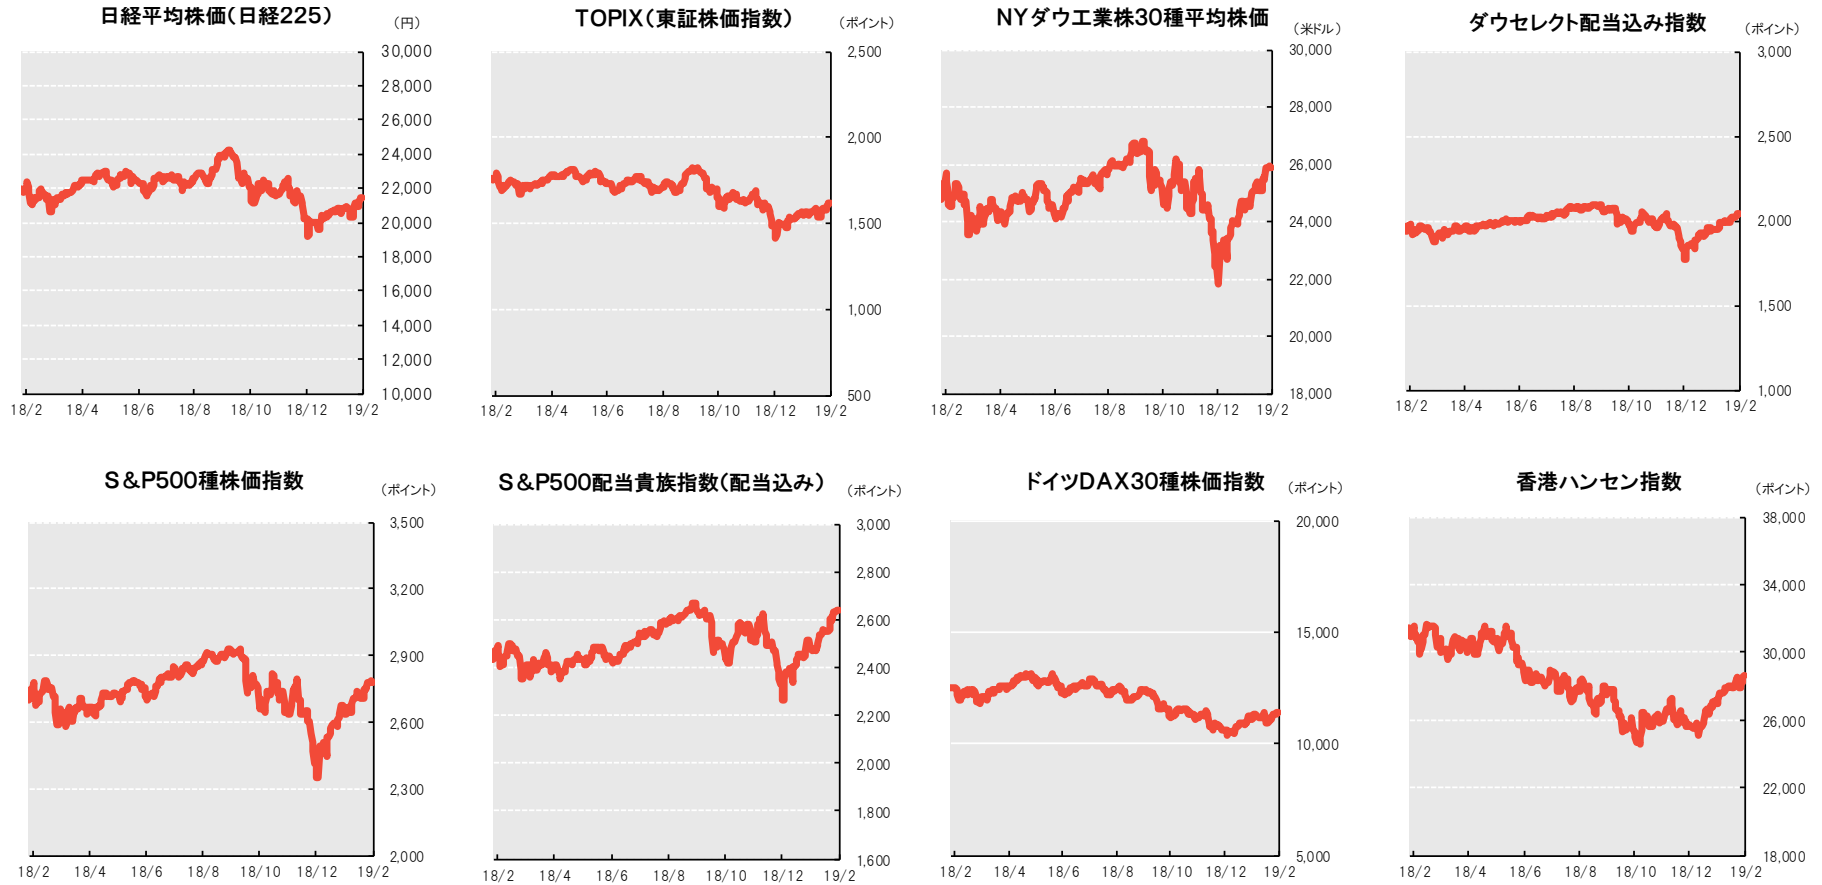 日経平均株価(日経225)
(円)
30,000
28,000
26,000
24,000
22,000
20,000
18,000
16,000
14,000
12,000
10,000
18/2 18/4 18/6 18/8 18/10 18/12 19/2
TOPIX(東証株価指数)
(ポイント)
2,500
2,000
1,500
1,000
500
18/2 18/4 18/6 18/8 18/10 18/12 19/2
NYダウ工業株30種平均株価
(米ドル)
30,000
28,000
26,000
24,000
22,000
20,000
18,000
18/2 18/4 18/6 18/8 18/10 18/12 19/2
ダウセレクト配当込み指数
(ポイント)
3,000
2,500
2,000
1,500
1,000
18/2 18/4 18/6 18/8 18/10 18/12 19/2
S&P500種株価指数
(ポイント)
3,500
3,200
2,900
2,600
2,300
2,000
18/2 18/4 18/6 18/8 18/10 18/12 19/2
S&P500配当貴族指数(配当込み)
(ポイント)
3,000
2,800
2,600
2,400
2,200
2,000
1,800
1,600
18/2 18/4 18/6 18/8 18/10 18/12 19/2
ドイツDAX30種株価指数
(ポイント)
20,000
15,000
10,000
5,000
18/2 18/4 18/6 18/8 18/10 18/12 19/2
香港ハンセン指数
(ポイント)
38,000
34,000
30,000
26,000
22,000
18,000
18/2 18/4 18/6 18/8 18/10 18/12 19/2